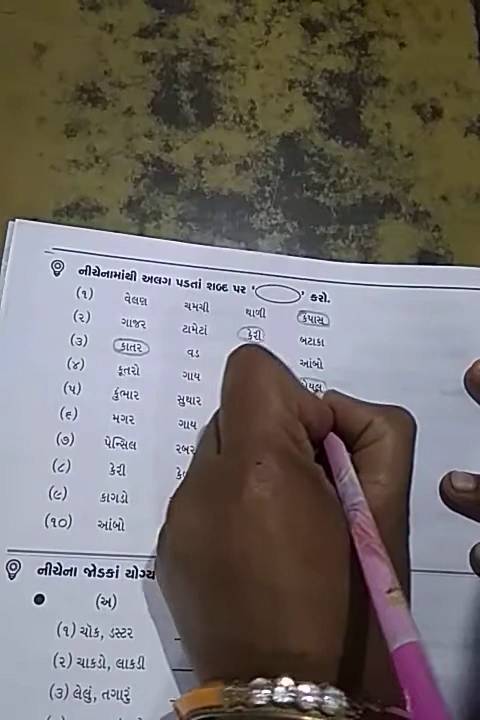 નીચેનામાંથી અલગ પડતાં શબ્દ પર ' ' કરો.
(૧) વેલણ ચમચી થાળી કંપાસ
(૨) ગાજર ટામેટાં કેરી બટાકા
(૩) કાતર વડ આંબો
(૪) કૂતરો ગાય
(૫) કુંભાર સુથાર
(૬) મગર ગાય
(૭) પેન્સિલ રબર
(૮) કેરી
(૯) કાગડો
(૧૦) આંબો
નીચેના જોડકાં યોગ્ય
(અ)
(૧) ચૉક, ડસ્ટર
(૨) ચાકડો, લાકડી
(૩) લેલું, તગારું